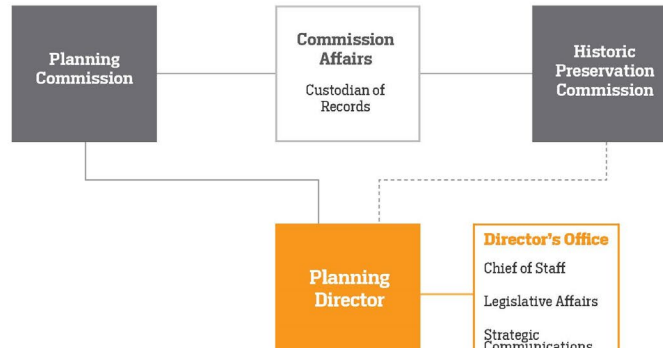 Planning
Commission
Commission
Affairs
Custodian of
Records
Historic
Preservation
Commission
Planning
Director
Director's Office
Chief of Staff
Legislative Affairs
Strategic
Communications